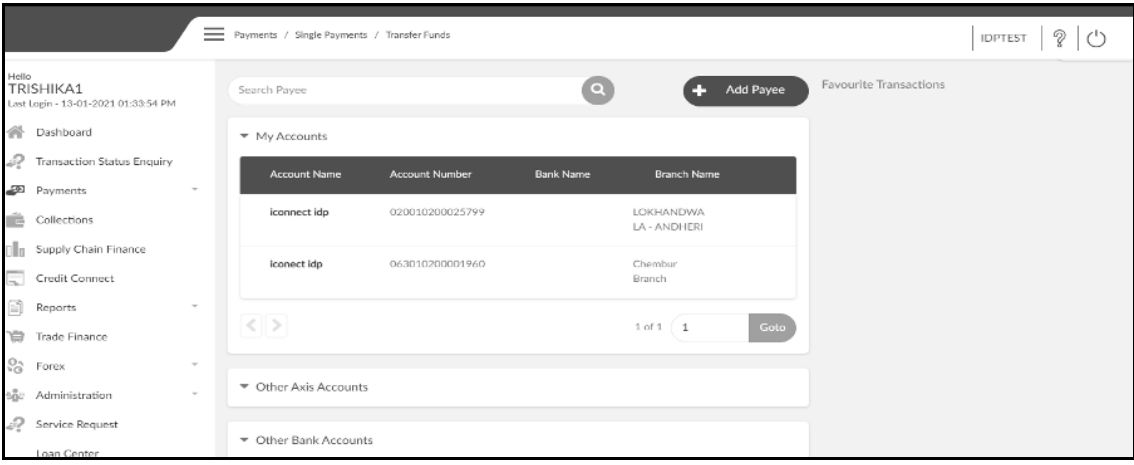 Payments / Single Payments / Transfer Funds
IDPTEST
Hello
TRISHIKA1
Last Login - 13-01-2021 01:33:54 PM
Dashboard
Transaction Status Enquiry
Payments
Collections
Supply Chain Finance
Credit Connect
Reports
Trade Finance
Forex
Administration
Service Request
Loan Center
Search Payee
Add Payee
Favourite Transactions
My Accounts
Account Name Account Number Bank Name Branch Name
iconnect idp 020010200025799 LOKHANDWA
LA - ANDHERI
iconect idp 063010200001960 Chembur
Branch
1 of 1 1 Goto
Other Axis Accounts
Other Bank Accounts